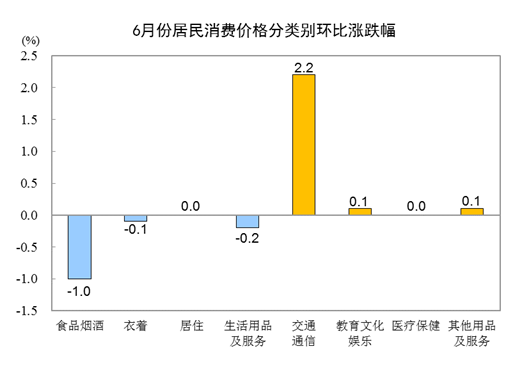 6月份居民消费价格分类别环比涨跌幅
(%)
2.5
2.0
1.5
1.0
0.5
0.0
-0.5
-1.0
-1.5
-1.0
-0.1
0.0
-0.2
2.2
0.1
0.0
0.1
食品烟酒
衣着
居住
生活用品
及服务
交通
通信
教育文化
娱乐
医疗保健
其他用品
及服务